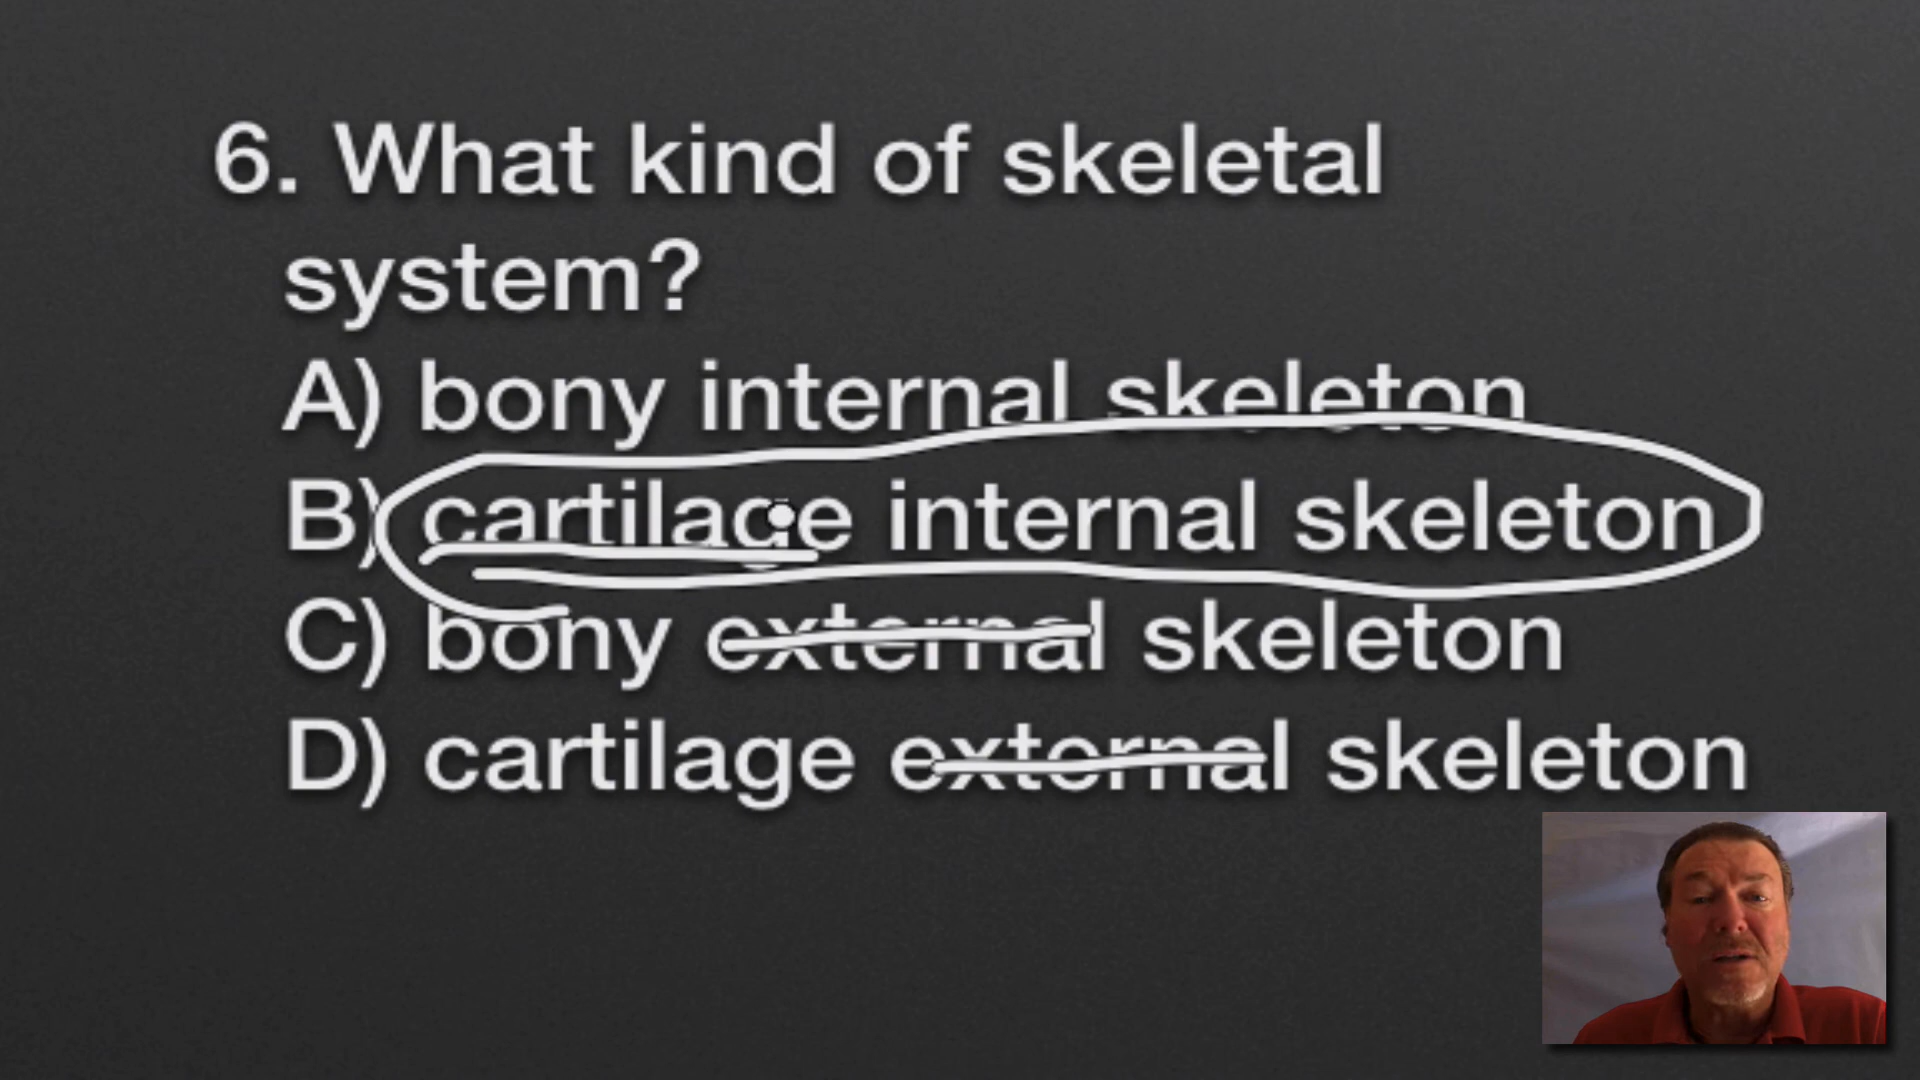 6. What kind of skeletal
system?
A) bony internal skeleton
B) cartilage internal skeleton
C) bony external skeleton
D) cartilage external skeleton